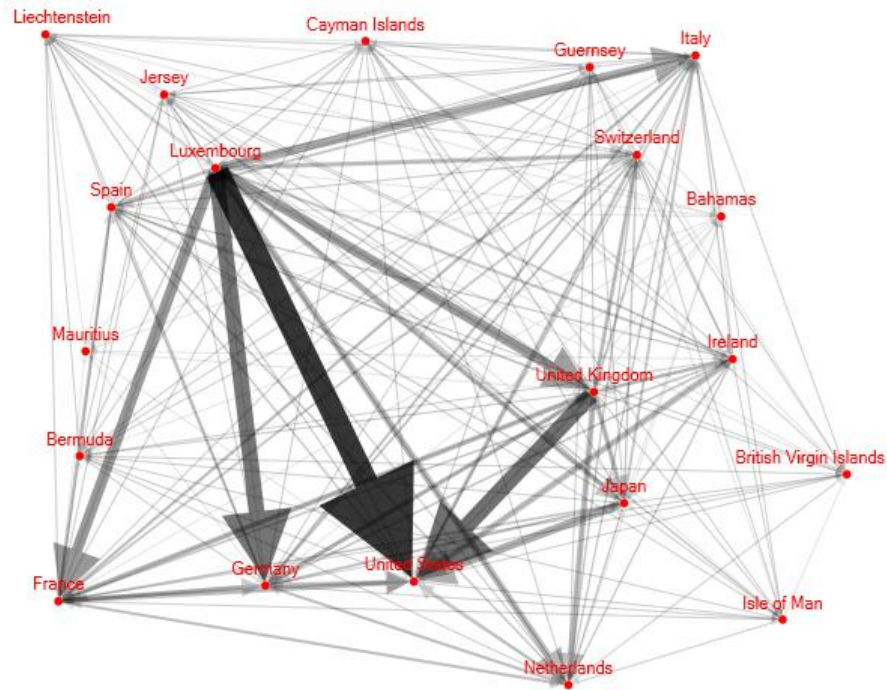 Liechtenstein
Cayman Islands
Guernsey
Italy
Jersey
Luxembourg
Switzerland
Spain
Bahamas
Mauritius
Ireland
United Kingdom
Bermuda
British Virgin Islands
Japan
France
Germany
United States
Isle of Man
Netherlands